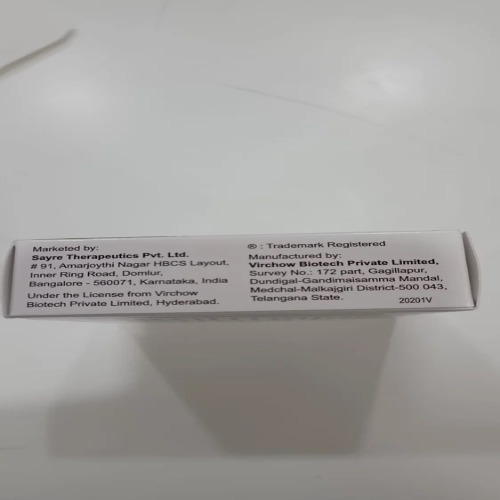 Marketed by:
Sayre Therapeutics Pvt. Ltd.
# 91, Amarjoythi Nagar HBCS Layout,
Inner Ring Road, Domlur,
Bangalore - 560071, Karnataka, India
Under the License from Virchow
Biotech Private Limited, Hyderabad.
® : Trademark Registered
Manufactured by:
Virchow Biotech Private Limited,
Survey No.: 172 part, Gagillapur,
Dundigal-Gandimaisamma Mandal,
Medchal-Malkajgiri District-500 043,
Telangana State.
20201V